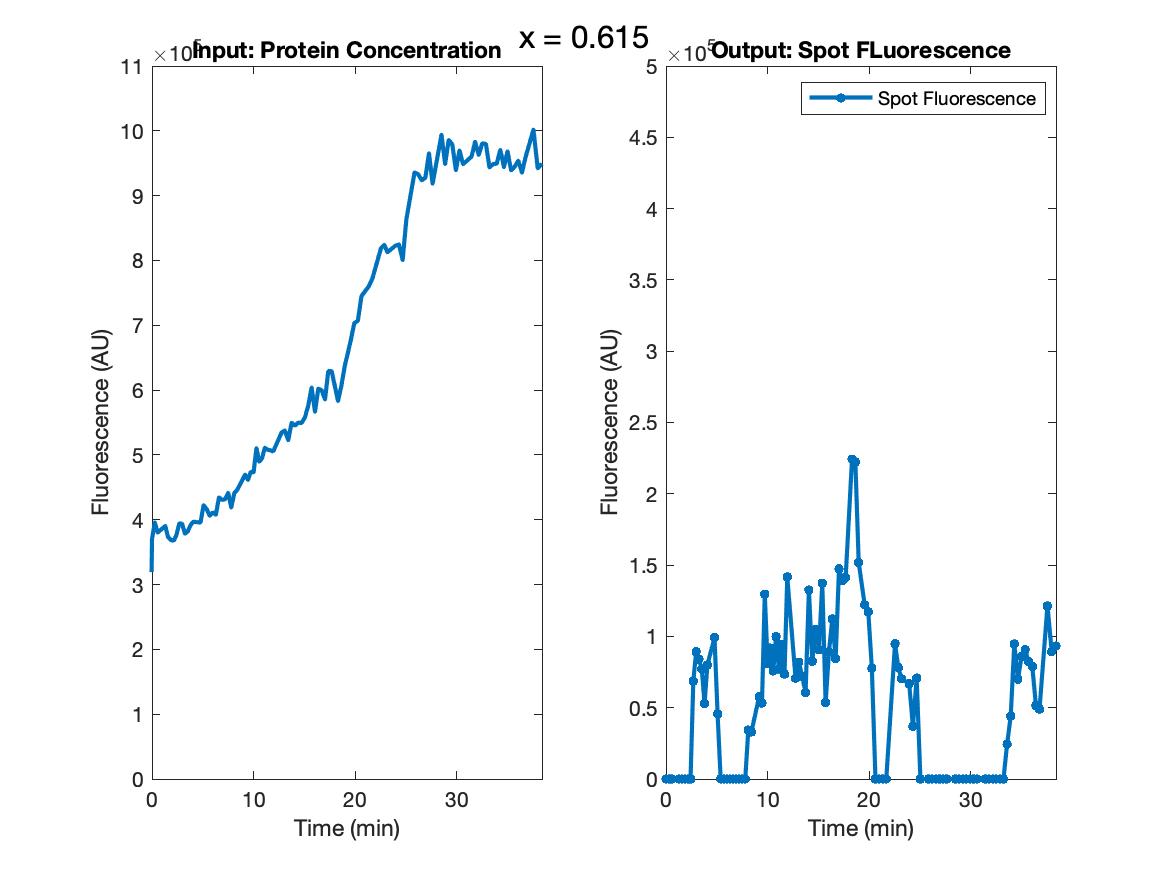 x = 0.615
×10⁵
Input: Protein Concentration
11
10
9
8
7
6
5
4
3
2
1
0
Fluorescence (AU)
0 10 20 30
Time (min)
×10⁵
Output: Spot FLuorescence
Spot Fluorescence
5
4.5
4
3.5
3
2.5
2
1.5
1
0.5
0
Fluorescence (AU)
0 10 20 30
Time (min)